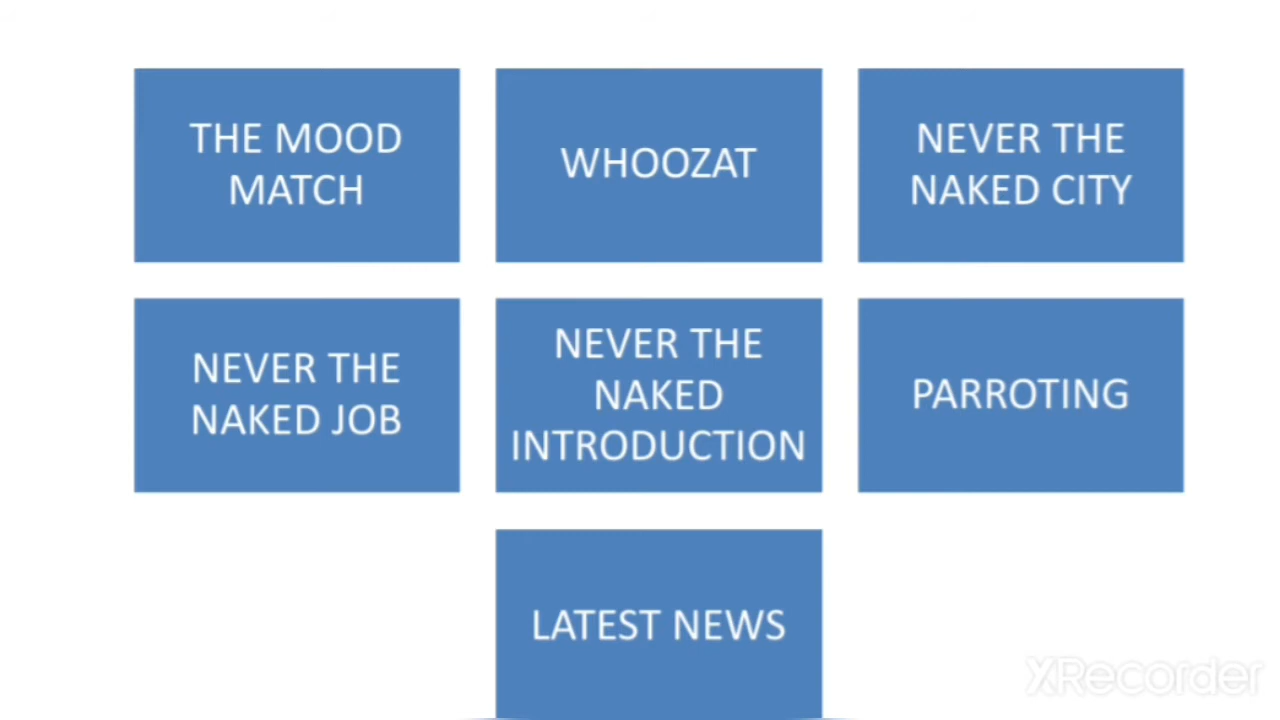 THE MOOD
MATCH
WHOOZAT
NEVER THE
NAKED CITY
NEVER THE
NAKED JOB
NEVER THE
NAKED
INTRODUCTION
PARROTING
LATEST NEWS
XRecorder